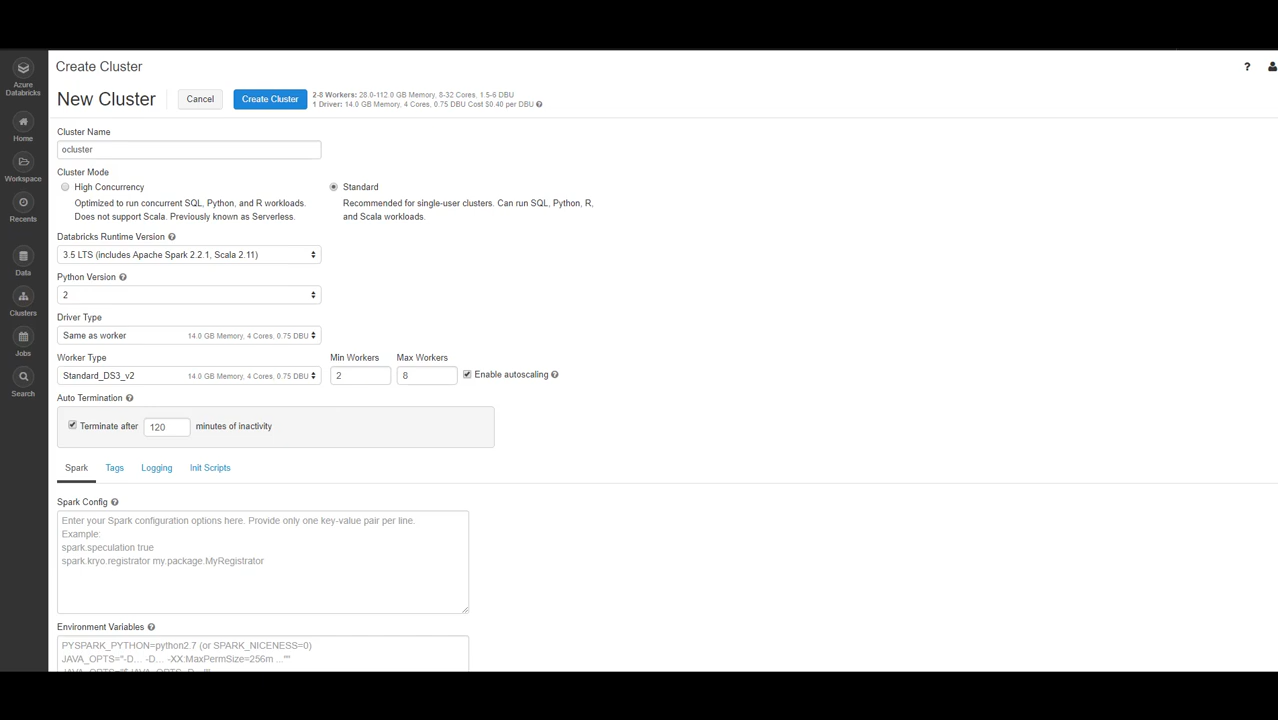 Create Cluster
?
Azure
Databricks
Home
Workspace
Recents
Data
Clusters
Jobs
Search
New Cluster
Cancel
Create Cluster
2-8 Workers: 28.0-112.0 GB Memory, 8-32 Cores, 1.5-6 DBU
1 Driver: 14.0 GB Memory, 4 Cores, 0.75 DBU Cost $0.40 per DBU ?
Cluster Name
ocluster
Cluster Mode
High Concurrency
Optimized to run concurrent SQL, Python, and R workloads.
Does not support Scala. Previously known as Serverless.
Standard
Recommended for single-user clusters. Can run SQL, Python, R,
and Scala workloads.
Databricks Runtime Version ?
3.5 LTS (includes Apache Spark 2.2.1, Scala 2.11)
Python Version ?
2
Driver Type
Same as worker 14.0 GB Memory, 4 Cores, 0.75 DBU
Worker Type Min Workers Max Workers
Standard_DS3_v2 14.0 GB Memory, 4 Cores, 0.75 DBU 2 8 Enable autoscaling ?
Auto Termination ?
Terminate after 120 minutes of inactivity
Spark Tags Logging Init Scripts
Spark Config ?
Enter your Spark configuration options here. Provide only one key-value pair per line.
Example:
spark.speculation true
spark.kryo.registrator my.package.MyRegistrator
Environment Variables ?
PYSPARK_PYTHON=python2.7 (or SPARK_NICENESS=0)
JAVA_OPTS="-D... -D... -XX:MaxPermSize=256m ..."